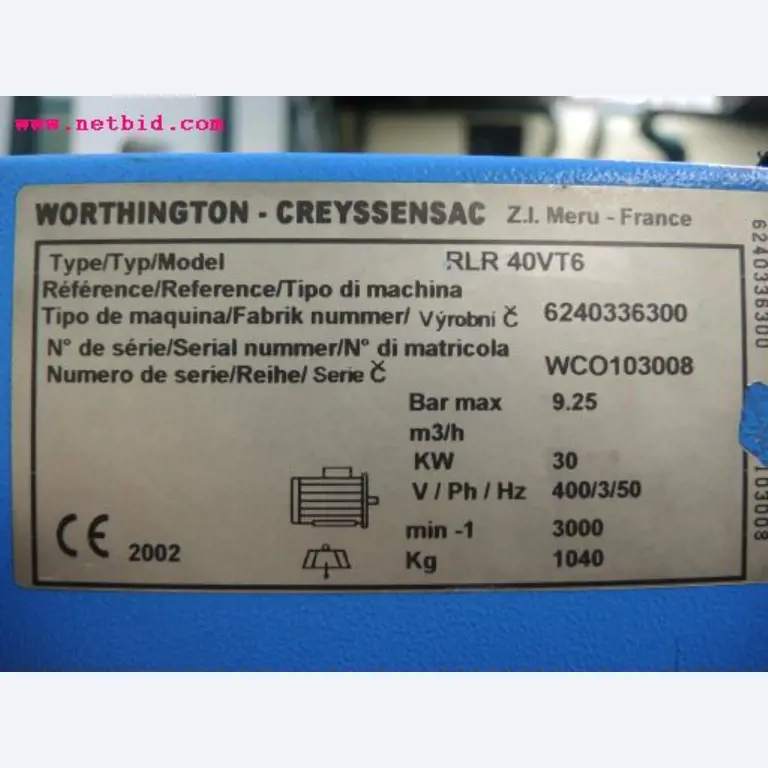 www.netbid.com
WORTHINGTON - CREYSSENSAC Z.I. Meru - France
Type/Typ/Model RLR 40VT6
Référence/Reference/Tipo di machina
Tipo de maquina/Fabrik nummer/ Výrobni Č 6240336300
N° de série/Serial nummer/N° di matricola
Numero de serie/Reihe/ Serie Č WCO103008
Bar max 9.25
m3/h
KW 30
V / Ph / Hz 400/3/50
min -1 3000
Kg 1040
CE 2002
6240336300
103008